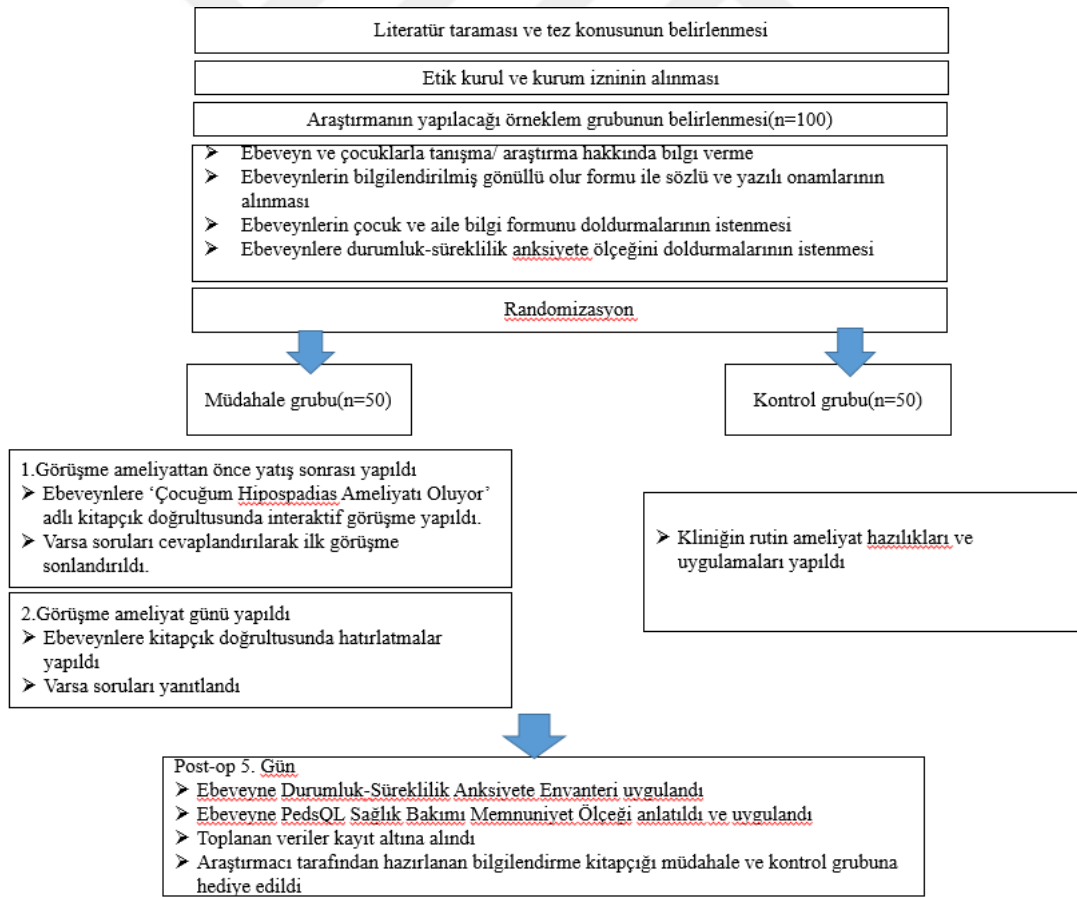 Literatür taraması ve tez konusunun belirlenmesi
Etik kurul ve kurum izninin alınması
Araştırmanın yapılacağı örneklem grubunun belirlenmesi(n=100)
➤ Ebeveyn ve çocuklarla tanışma/ araştırma hakkında bilgi verme
➤ Ebeveynlerin bilgilendirilmiş gönüllü olur formu ile sözlü ve yazılı onamlarının
alınması
➤ Ebeveynlerin çocuk ve aile bilgi formunu doldurmalarının istenmesi
➤ Ebeveynlere durumluk-süreklilik anksiyete ölçeğini doldurmalarının istenmesi
Randomizasyon
Müdahale grubu(n=50)
Kontrol grubu(n=50)
1.Görüşme ameliyattan önce yatış sonrası yapıldı
➤ Ebeveynlere ‘Çocuğum Hipospadias Ameliyatı Oluyor’
adlı kitapçık doğrultusunda interaktif görüşme yapıldı.
➤ Varsa soruları cevaplandırılarak ilk görüşme
sonlandırıldı.
➤ Kliniğin rutin ameliyat hazılıkları ve
uygulamaları yapıldı
2.Görüşme ameliyat günü yapıldı
➤ Ebeveynlere kitapçık doğrultusunda hatırlatmalar
yapıldı
➤ Varsa soruları yanıtlandı
Post-op 5. Gün
➤ Ebeveyne Durumluk-Süreklilik Anksiyete Envanteri uygulandı
➤ Ebeveyne PedsQL Sağlık Bakımı Memnuniyet Ölçeği anlatıldı ve uygulandı
➤ Toplanan veriler kayıt altına alındı
➤ Araştırmacı tarafından hazırlanan bilgilendirme kitapçığı müdahale ve kontrol grubuna
hediye edildi